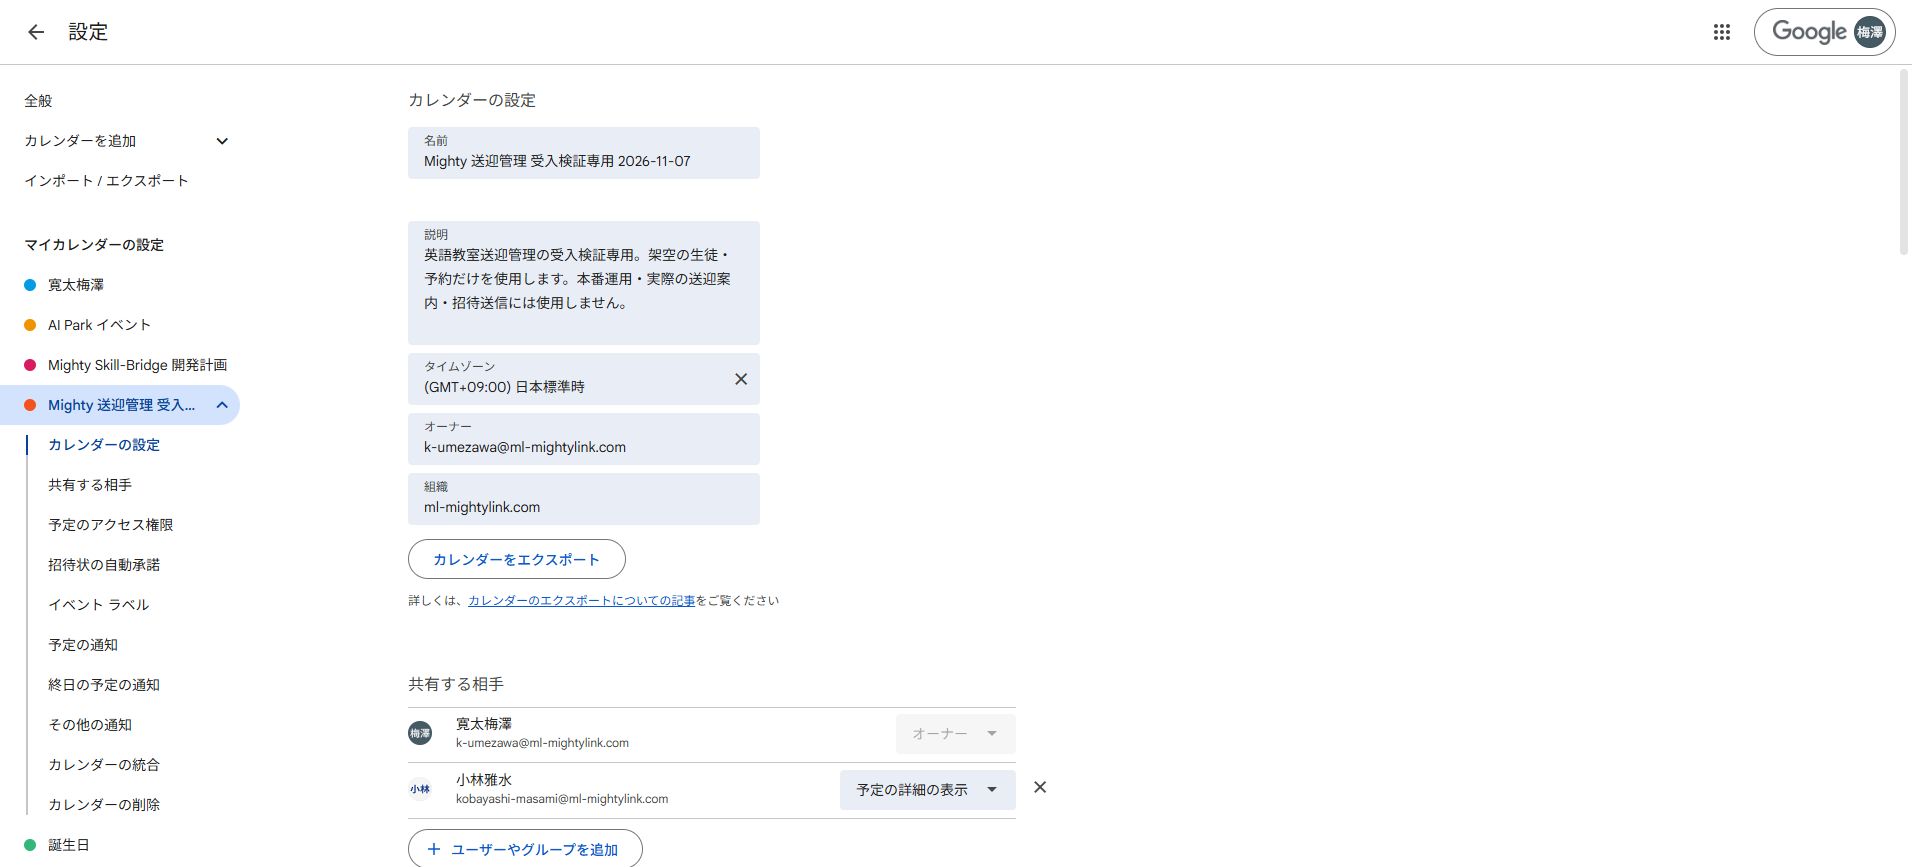 設定
Google 梅澤
全般
カレンダーを追加
インポート / エクスポート
マイカレンダーの設定
寛太梅澤
AI Park イベント
Mighty Skill-Bridge 開発計画
Mighty 送迎管理 受入...
カレンダーの設定
共有する相手
予定のアクセス権限
招待状の自動承諾
イベント ラベル
予定の通知
終日の予定の通知
その他の通知
カレンダーの統合
カレンダーの削除
誕生日
カレンダーの設定
名前
Mighty 送迎管理 受入検証専用 2026-11-07
説明
英語教室送迎管理の受入検証専用。架空の生徒・
予約だけを使用します。本番運用・実際の送迎案
内・招待送信には使用しません。
タイムゾーン
(GMT+09:00) 日本標準時
オーナー
k-umezawa@ml-mightylink.com
組織
ml-mightylink.com
カレンダーをエクスポート
詳しくは、カレンダーのエクスポートについての記事をご覧ください
共有する相手
梅澤
寛太梅澤
k-umezawa@ml-mightylink.com
オーナー
小林
小林雅水
kobayashi-masami@ml-mightylink.com
予定の詳細の表示
ユーザーやグループを追加